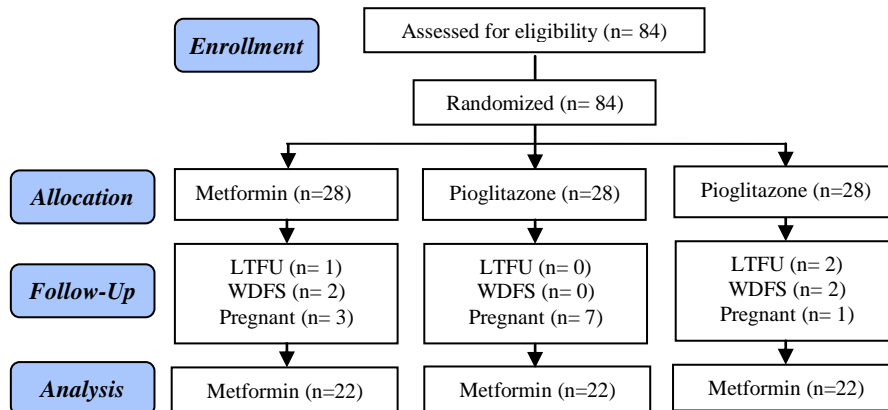 Enrollment
Assessed for eligibility (n= 84)
Randomized (n= 84)
Allocation
Metformin (n=28)
Pioglitazone (n=28)
Pioglitazone (n=28)
Follow-Up
LTFU (n= 1)
WDFS (n= 2)
Pregnant (n= 3)
LTFU (n= 0)
WDFS (n= 0)
Pregnant (n= 7)
LTFU (n= 2)
WDFS (n= 2)
Pregnant (n= 1)
Analysis
Metformin (n=22)
Metformin (n=22)
Metformin (n=22)